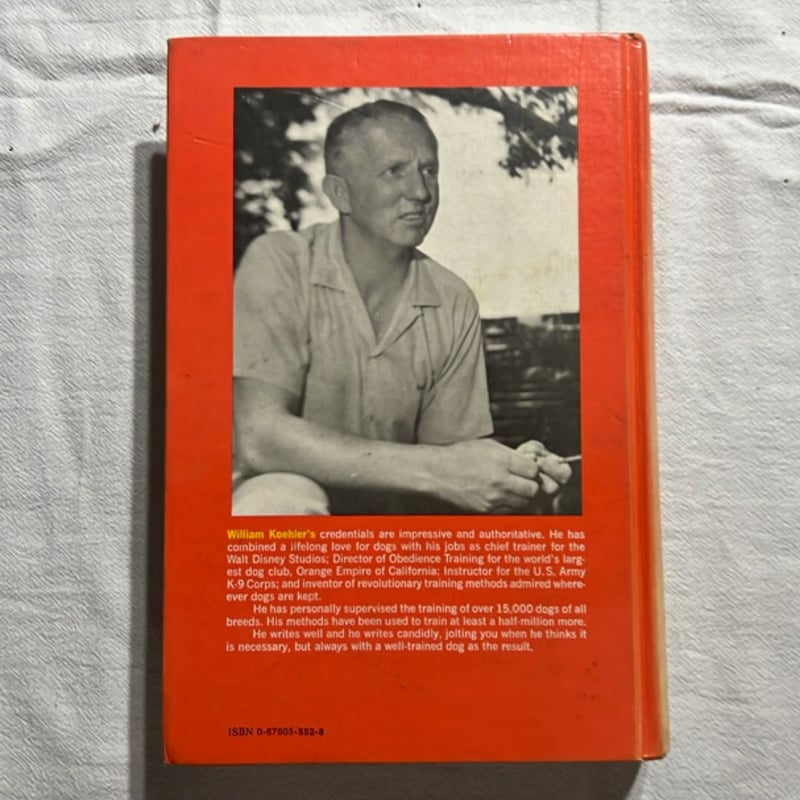 William Koehler's credentials are impressive and authoritative. He has
combined a lifelong love for dogs with his jobs as chief trainer for the
Walt Disney Studios; Director of Obedience Training for the world's larg-
est dog club, Orange Empire of California; Instructor for the U.S. Army
K-9 Corps; and inventor of revolutionary training methods admired where-
ever dogs are kept.
He has personally supervised the training of over 15,000 dogs of all
breeds. His methods have been used to train at least a half-million more.
He writes well and he writes candidly, jolting you when he thinks it
is necessary, but always with a well-trained dog as the result.
ISBN 0-87605-552-8